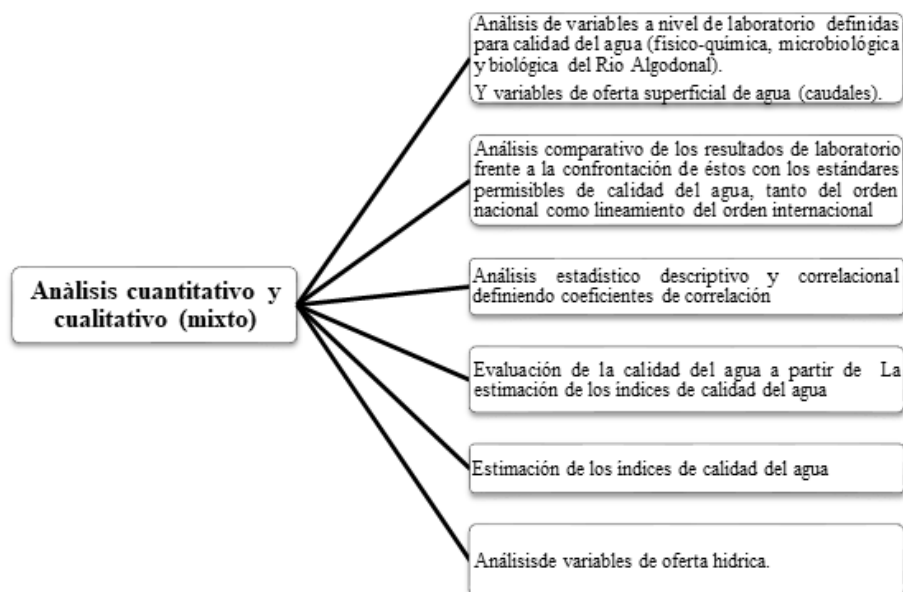 Análisis de variables a nivel de laboratorio definidas
para calidad del agua (físico-química, microbiológica
y biológica del Rio Algodonal).
Y variables de oferta superficial de agua (caudales).
Análisis comparativo de los resultados de laboratorio
frente a la confrontación de éstos con los estándares
permisibles de calidad del agua, tanto del orden
nacional como lineamiento del orden internacional
Anàlisis cuantitativo y
cualitativo (mixto)
Análisis estadístico descriptivo y correlacional
definiendo coeficientes de correlación
Evaluación de la calidad del agua a partir de La
estimación de los índices de calidad del agua
Estimación de los índices de calidad del agua
Análisisde variables de oferta hídrica.